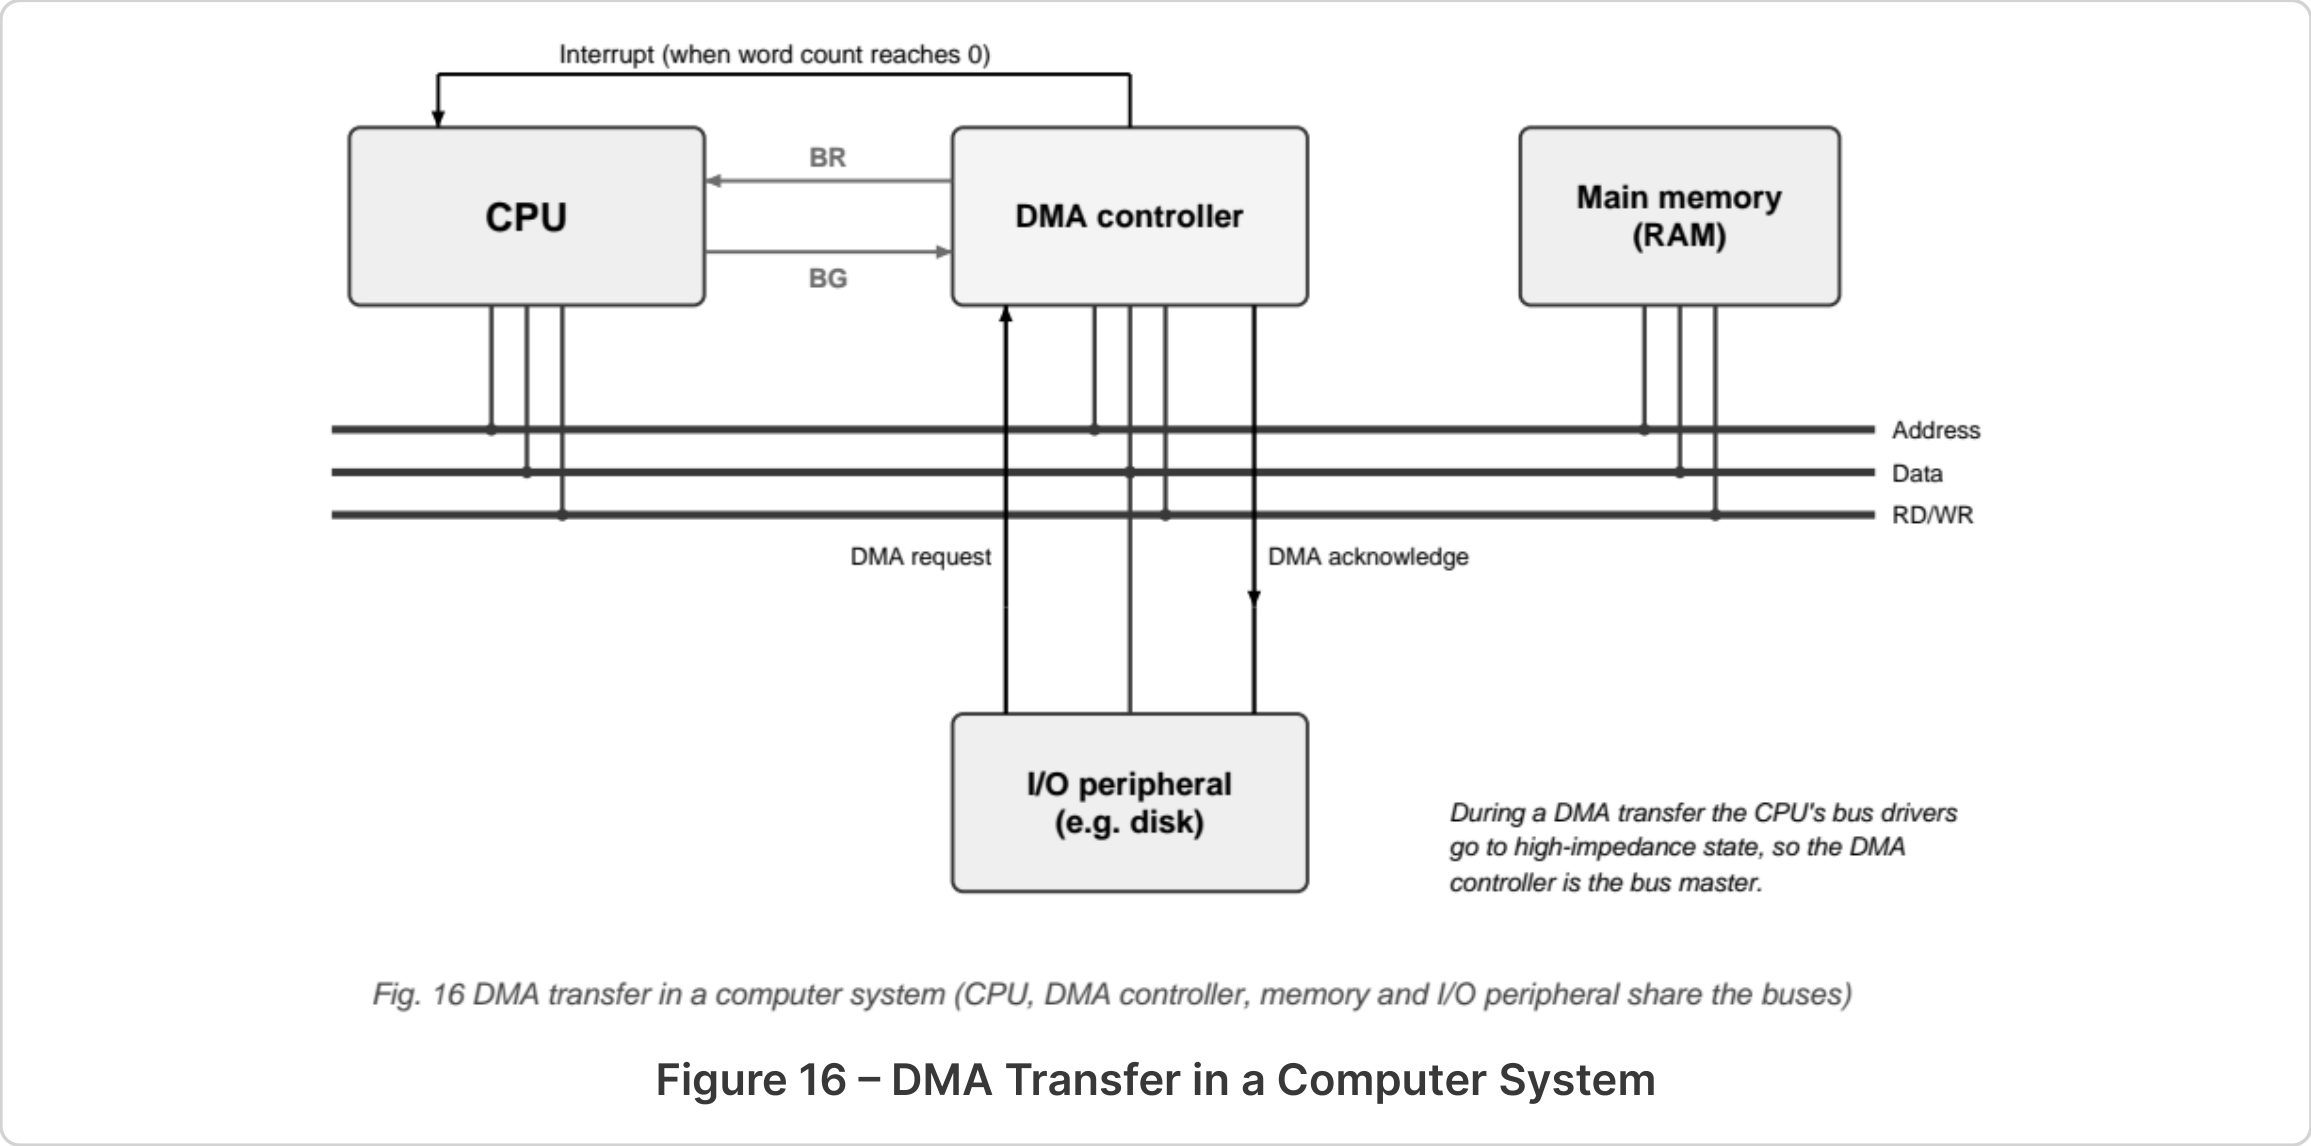 Interrupt (when word count reaches 0)
CPU
BR
BG
DMA controller
Main memory
(RAM)
Address
Data
RD/WR
DMA request
DMA acknowledge
I/O peripheral
(e.g. disk)
During a DMA transfer the CPU's bus drivers
go to high-impedance state, so the DMA
controller is the bus master.
Fig. 16 DMA transfer in a computer system (CPU, DMA controller, memory and I/O peripheral share the buses)
Figure 16 – DMA Transfer in a Computer System